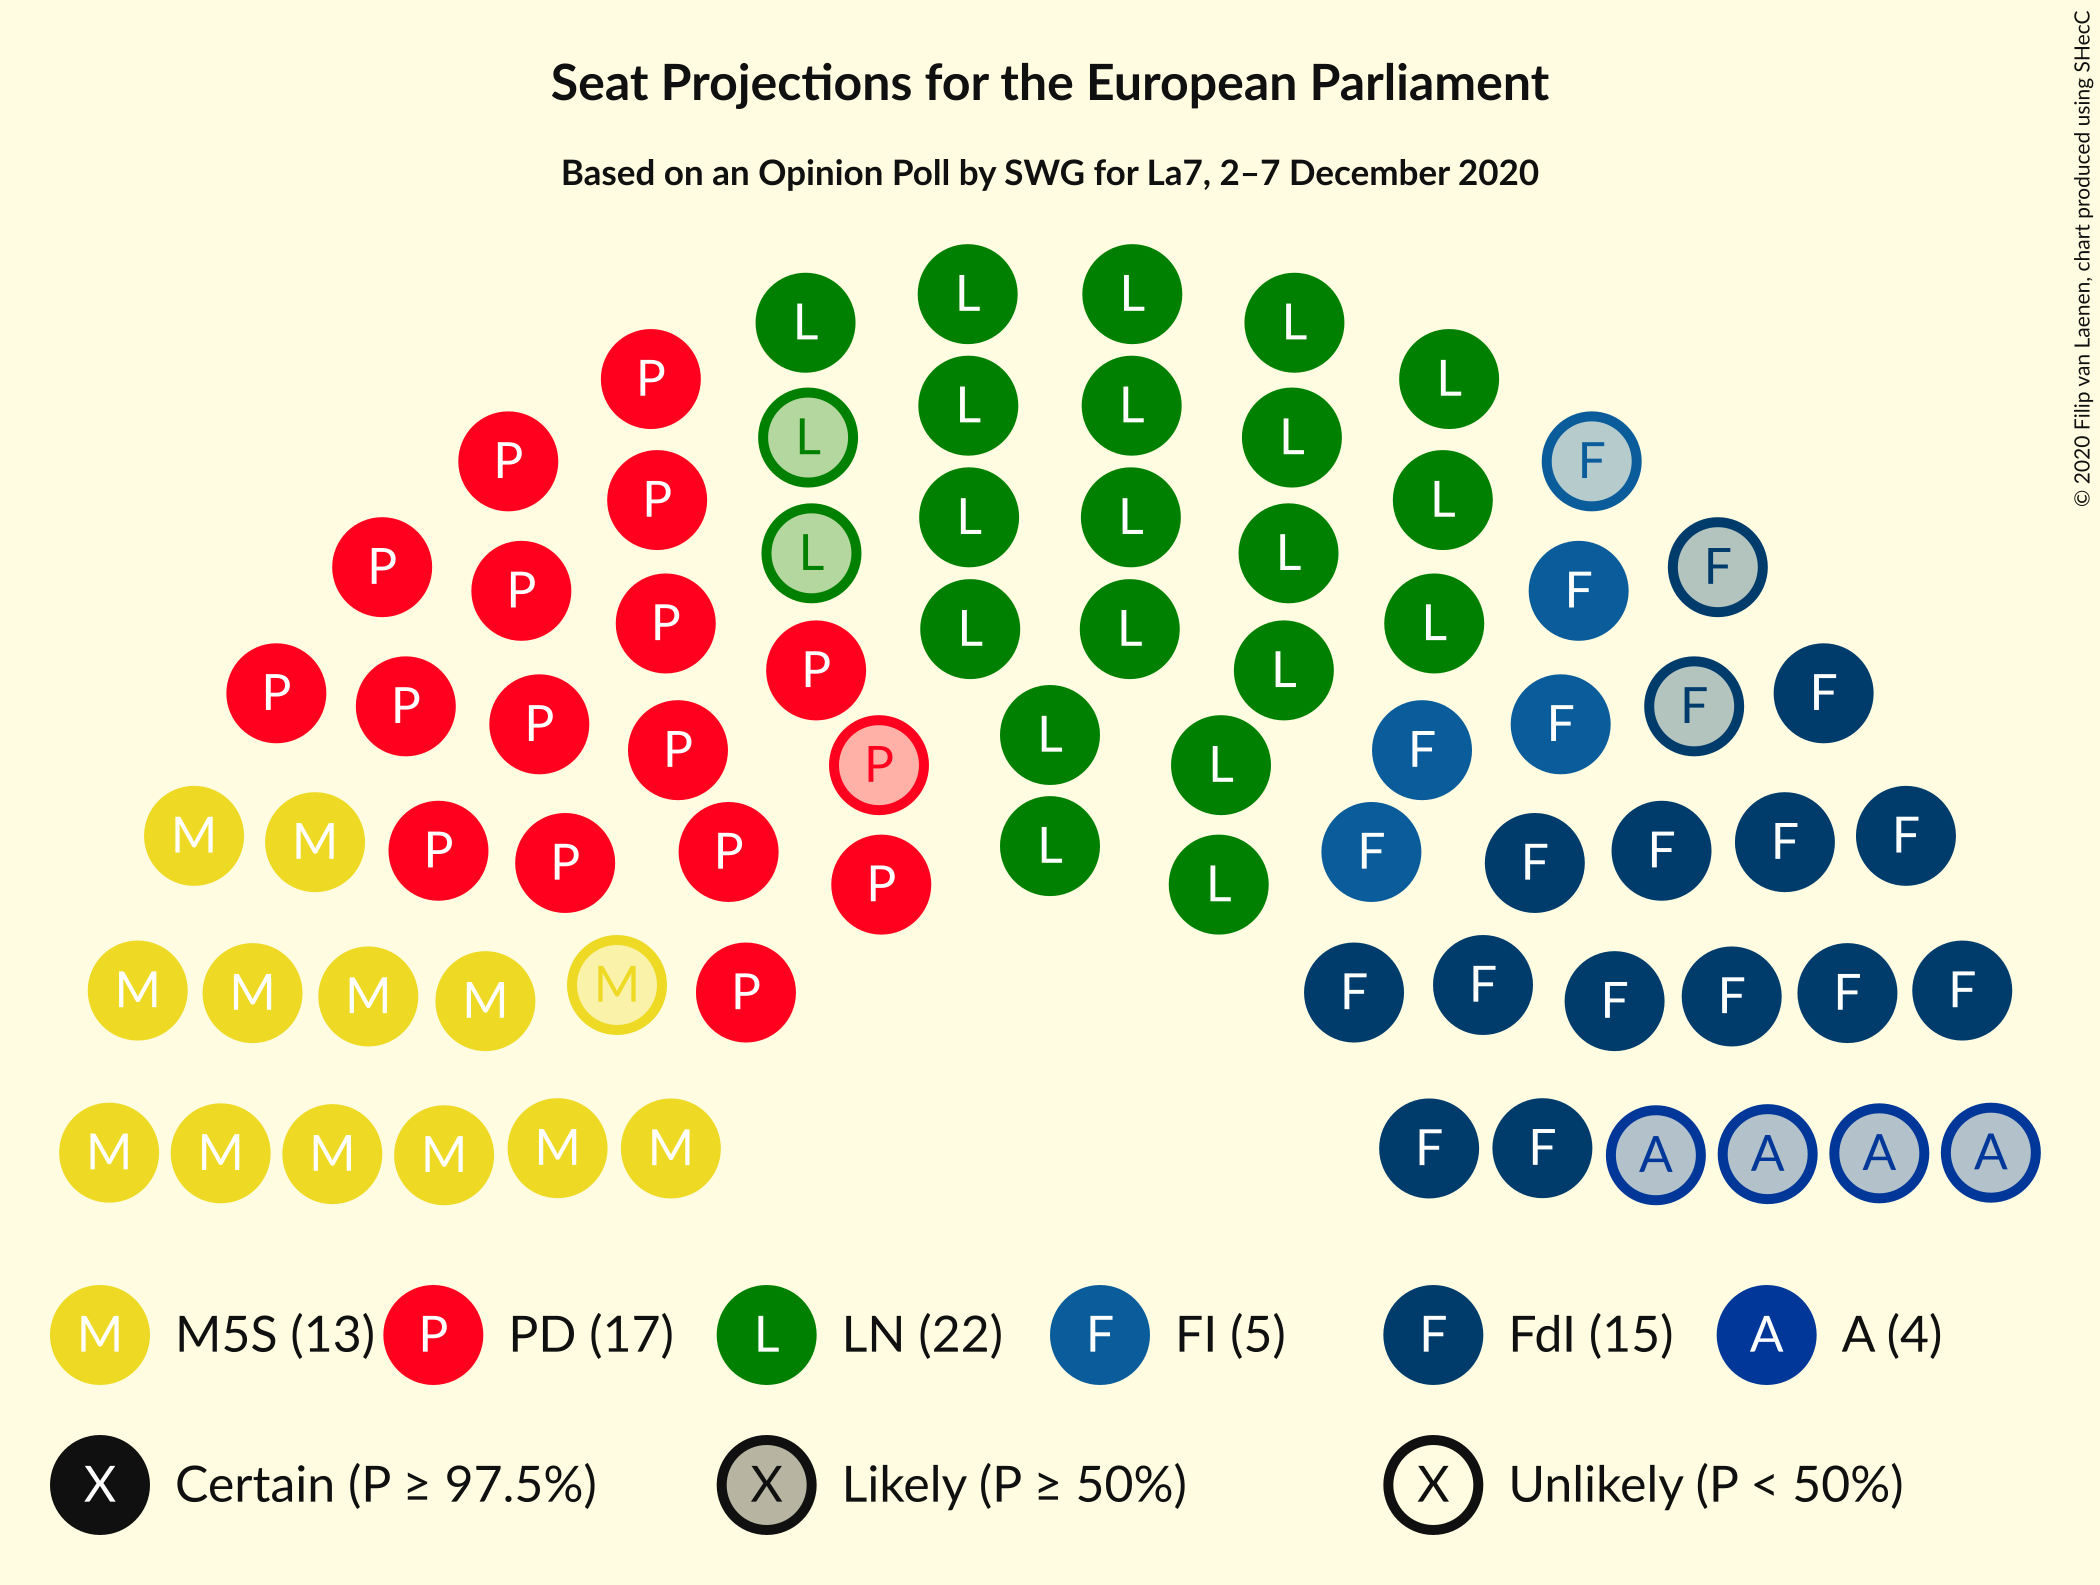 Seat Projections for the European Parliament
Based on an Opinion Poll by SWG for La7, 2–7 December 2020
© 2020 Filip van Laenen, chart produced using SHecC
L L L L
P L L
P L L L L F
P P L L F
P L L L L F
P P P L L F
P P P L L P F
P P P L F F F F
P L L F
M M P P P L L F F F F F
P L
M M M M M P F F F F F F
M M M M M M F F A A A A
M M5S (13) P PD (17) L LN (22) F FI (5) F FdI (15) A A (4)
X Certain (P ≥ 97.5%) X Likely (P ≥ 50%) X Unlikely (P < 50%)